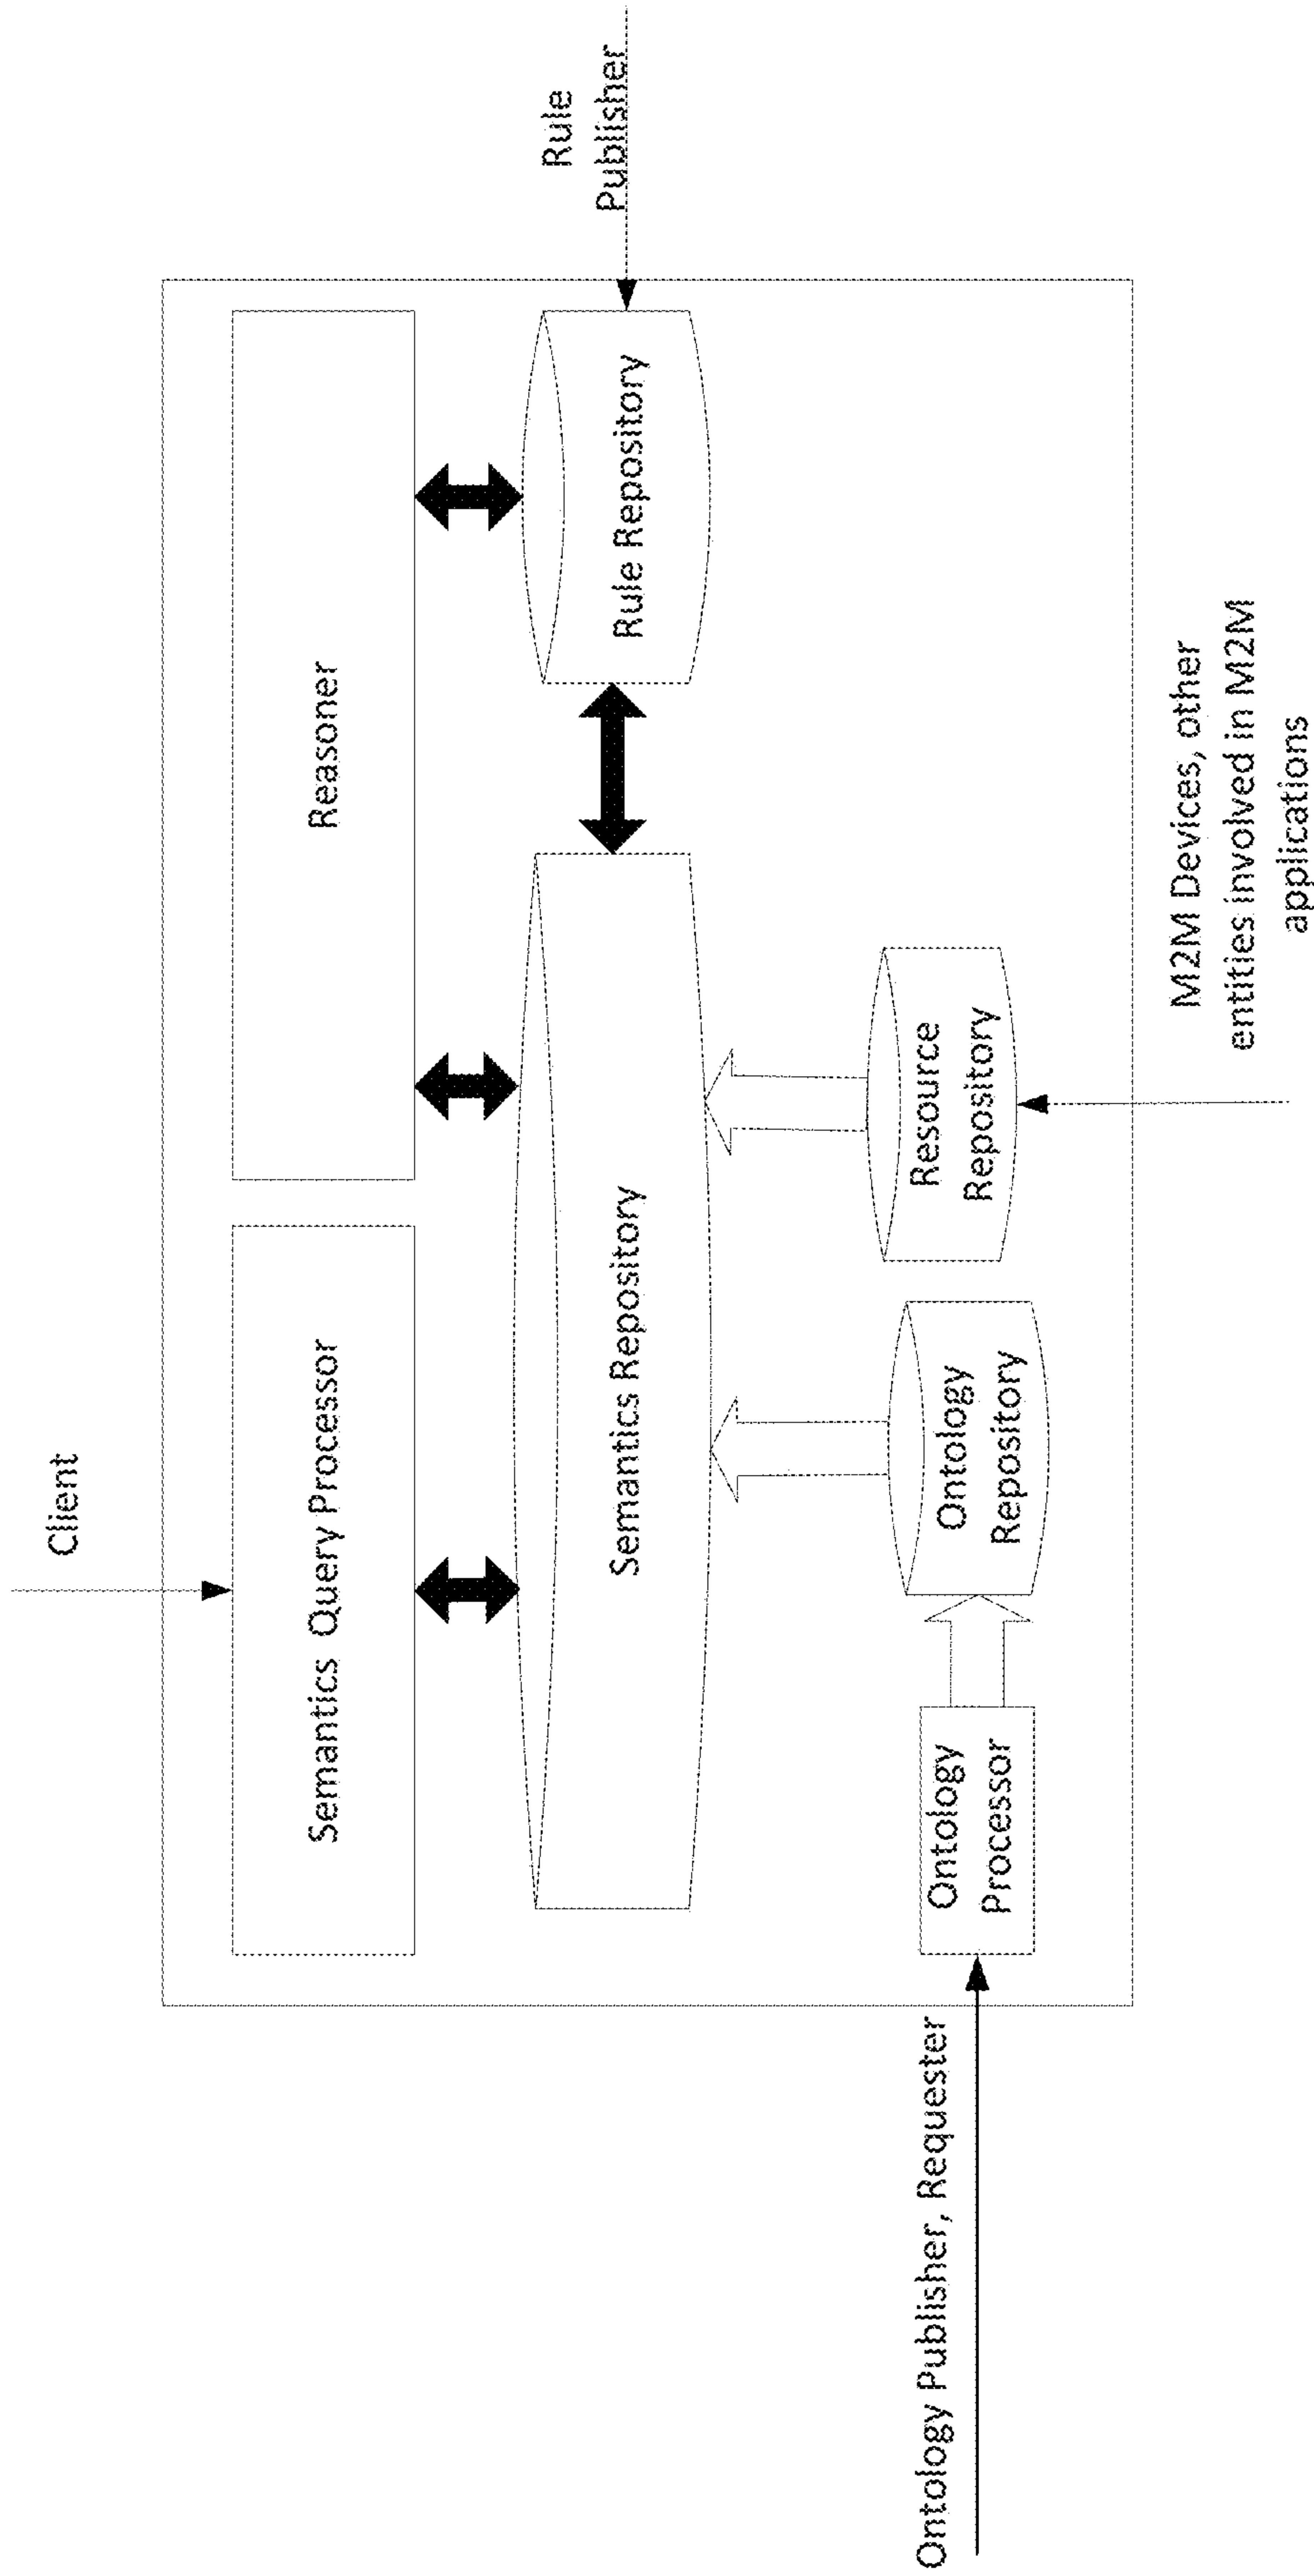 Client
Semantics Query Processor
Reasoner
Rule
Publisher
Semantics Repository
Rule Repository
Ontology Publisher, Requester
Ontology
Processor
Ontology
Repository
Resource
Repository
M2M Devices, other
entities involved in M2M
applications